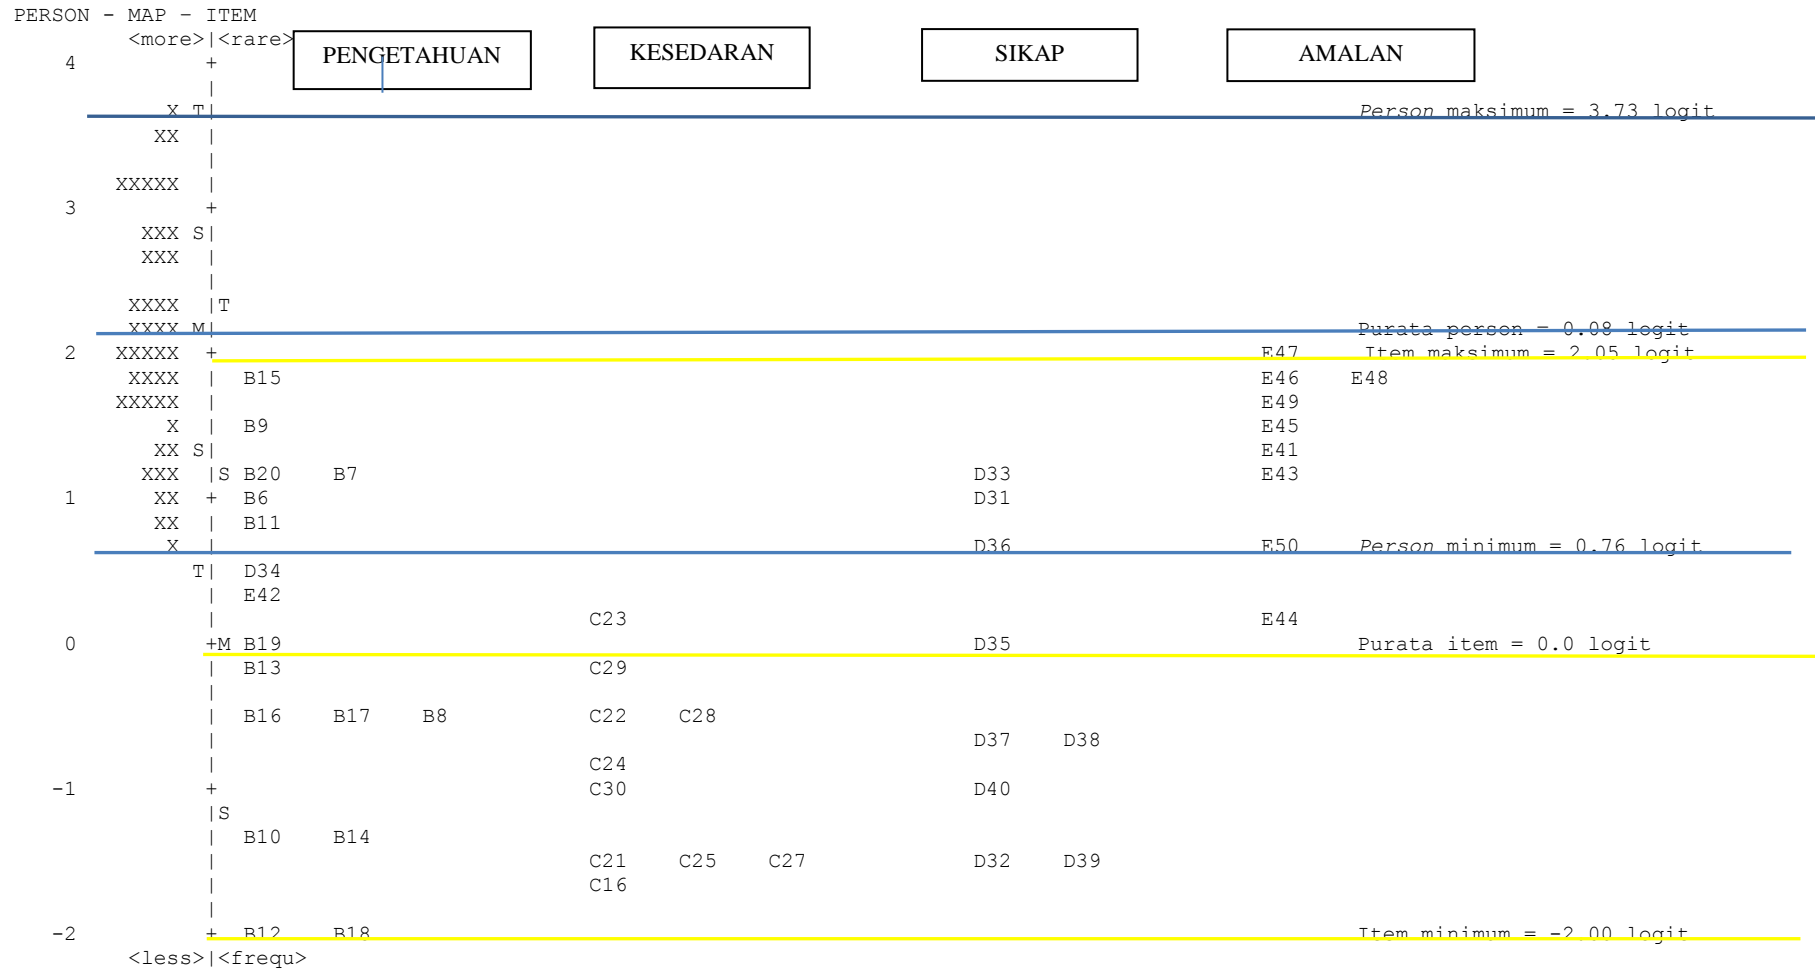 PERSON - MAP – ITEM
<more>|<rare>
PENGETAHUAN KESEDARAN SIKAP AMALAN
4 +
|
X T| Person maksimum = 3.73 logit
XX |
|
XXXXX |
3 +
XXX S|
XXX |
|
XXXX |T
XXXX M| Purata person = 0.08 logit
2 XXXXX + E47 Item maksimum = 2.05 logit
XXXX | B15 E46 E48
XXXXX | E49
X | B9 E45
XX S| E41
XXX |S B20 B7 D33 E43
1 XX + B6 D31
XX | B11
X | D36 E50 Person minimum = 0.76 logit
T| D34
| E42
| C23 E44
0 +M B19 D35 Purata item = 0.0 logit
| B13 C29
|
| B16 B17 B8 C22 C28
| D37 D38
| C24
-1 + C30 D40
|S
| B10 B14
| C21 C25 C27 D32 D39
| C16
|
-2 + B12 B18 Item minimum = -2.00 logit
<less>|<frequ>